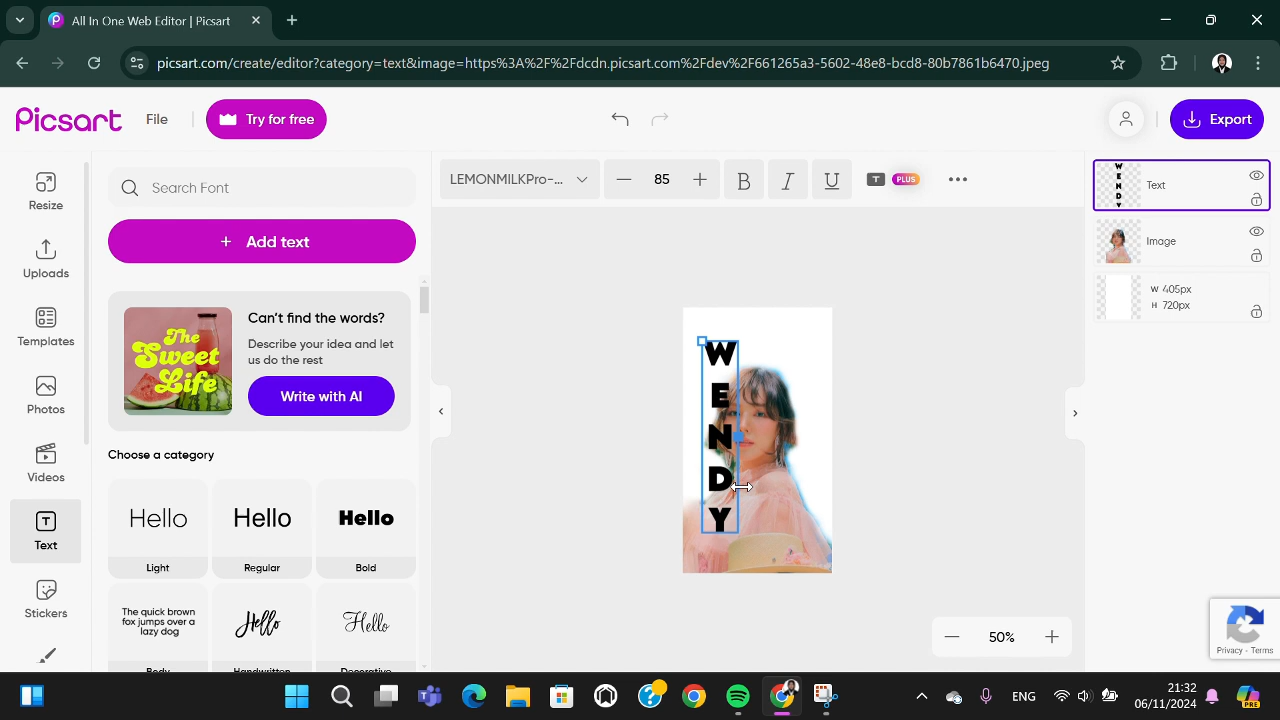 All In One Web Editor | Picsart
picsart.com/create/editor?category=text&image=https%3A%2F%2Fdcdn.picsart.com%2Fdev%2F661265a3-5602-48e8-bcd8-80b7861b6470.jpeg
Picsart
File
Try for free
Export
Resize
Uploads
Templates
Photos
Videos
Text
Stickers
Search Font
+ Add text
The Sweet Life
Can't find the words?
Describe your idea and let
us do the rest
Write with AI
Choose a category
Hello
Hello
Hello
Light
Regular
Bold
The quick brown
fox jumps over a
lazy dog
Hello
Hello
Body
Handwritten
Decorative
LEMONMILKPro-...
85
B
I
U
T
PLUS
W
E
N
D
Y
50%
W
E
N
D
Y
Text
Image
W 405px
H 720px
Privacy - Terms
ENG
21:32
06/11/2024
PRE